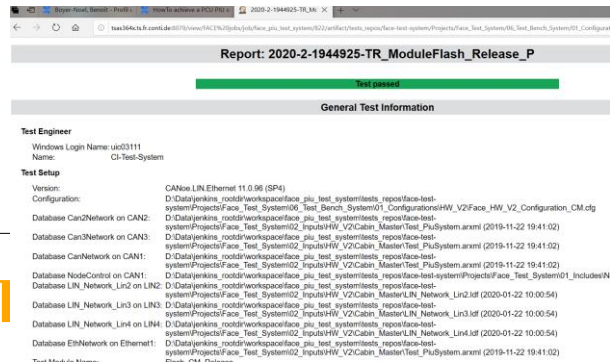 Boyer-Noel, Benoit - Profil
HowTo achieve a PCU PIU
2020-2-1944925-TR_Mo
Report: 2020-2-1944925-TR_ModuleFlash_Release_P
Test passed
General Test Information
Test Engineer
Windows Login Name: uic03111
Name: CI-Test-System
Test Setup
Version: CANoe.LIN.Ethernet 11.0.96 (SP4)
Configuration: D:\Data\jenkins_rootdir\workspace\face_piu_test_system\tests_repos\face-test-
system\Projects\Face_Test_System\06_Test_Bench_System\01_Configurations\HW_V2\Face_HW_V2_Configuration_CM.cfg
Database Can2Network on CAN2: D:\Data\jenkins_rootdir\workspace\face_piu_test_system\tests_repos\face-test-
system\Projects\Face_Test_System\02_Inputs\HW_V2\Cabin_Master\Test_PiuSystem.arxml (2019-11-22 19:41:02)
Database Can3Network on CAN3: D:\Data\jenkins_rootdir\workspace\face_piu_test_system\tests_repos\face-test-
system\Projects\Face_Test_System\02_Inputs\HW_V2\Cabin_Master\Test_PiuSystem.arxml (2019-11-22 19:41:02)
Database CanNetwork on CAN1: D:\Data\jenkins_rootdir\workspace\face_piu_test_system\tests_repos\face-test-
system\Projects\Face_Test_System\02_Inputs\HW_V2\Cabin_Master\Test_PiuSystem.arxml (2019-11-22 19:41:02)
Database NodeControl on CAN1: D:\Data\jenkins_rootdir\workspace\face_piu_test_system\tests_repos\face-test-system\Projects\Face_Test_System\01_Includes\N
Database LIN_Network_Lin2 on LIN2: D:\Data\jenkins_rootdir\workspace\face_piu_test_system\tests_repos\face-test-
system\Projects\Face_Test_System\02_Inputs\HW_V2\Cabin_Master\LIN_Network_Lin2.ldf (2020-01-22 10:00:54)
Database LIN_Network_Lin3 on LIN3: D:\Data\jenkins_rootdir\workspace\face_piu_test_system\tests_repos\face-test-
system\Projects\Face_Test_System\02_Inputs\HW_V2\Cabin_Master\LIN_Network_Lin3.ldf (2020-01-22 10:00:54)
Database LIN_Network_Lin4 on LIN4: D:\Data\jenkins_rootdir\workspace\face_piu_test_system\tests_repos\face-test-
system\Projects\Face_Test_System\02_Inputs\HW_V2\Cabin_Master\LIN_Network_Lin4.ldf (2020-01-22 10:00:54)
Database EthNetwork on Ethernet1: D:\Data\jenkins_rootdir\workspace\face_piu_test_system\tests_repos\face-test-
system\Projects\Face_Test_System\02_Inputs\HW_V2\Cabin_Master\Test_PiuSystem.arxml (2019-11-22 19:41:02)
Test Module Name: Flash_CM_Release